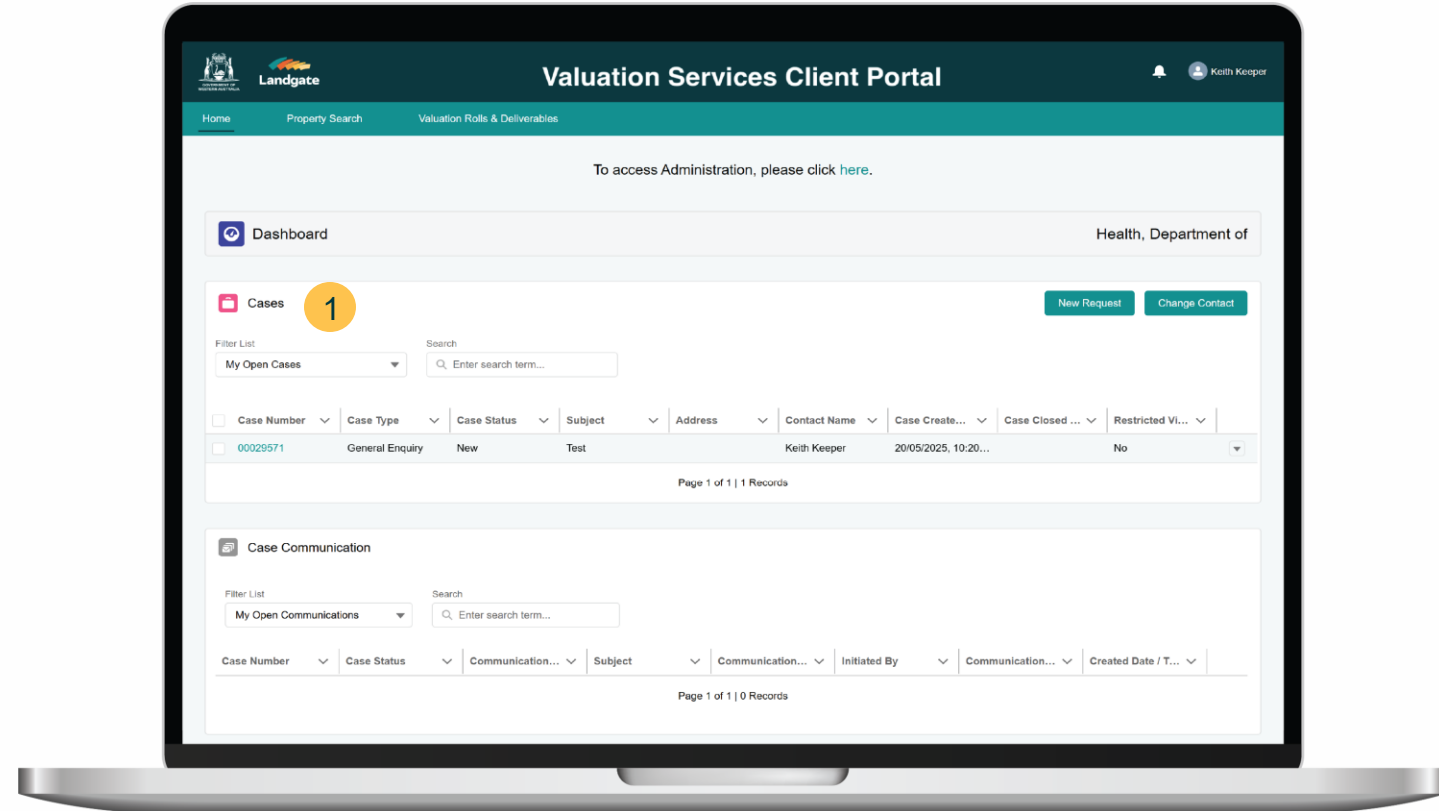 GOVERNMENT OF
WESTERN AUSTRALIA
Landgate
Valuation Services Client Portal
Keith Keeper
Home Property Search Valuation Rolls & Deliverables
To access Administration, please click here.
Dashboard Health, Department of
Cases 1 New Request Change Contact
Filter List Search
My Open Cases Enter search term...
Case Number Case Type Case Status Subject Address Contact Name Case Create... Case Closed ... Restricted Vi...
00029571 General Enquiry New Test Keith Keeper 20/05/2025, 10:20... No
Page 1 of 1 | 1 Records
Case Communication
Filter List Search
My Open Communications Enter search term...
Case Number Case Status Communication... Subject Communication... Initiated By Communication... Created Date / T...
Page 1 of 1 | 0 Records